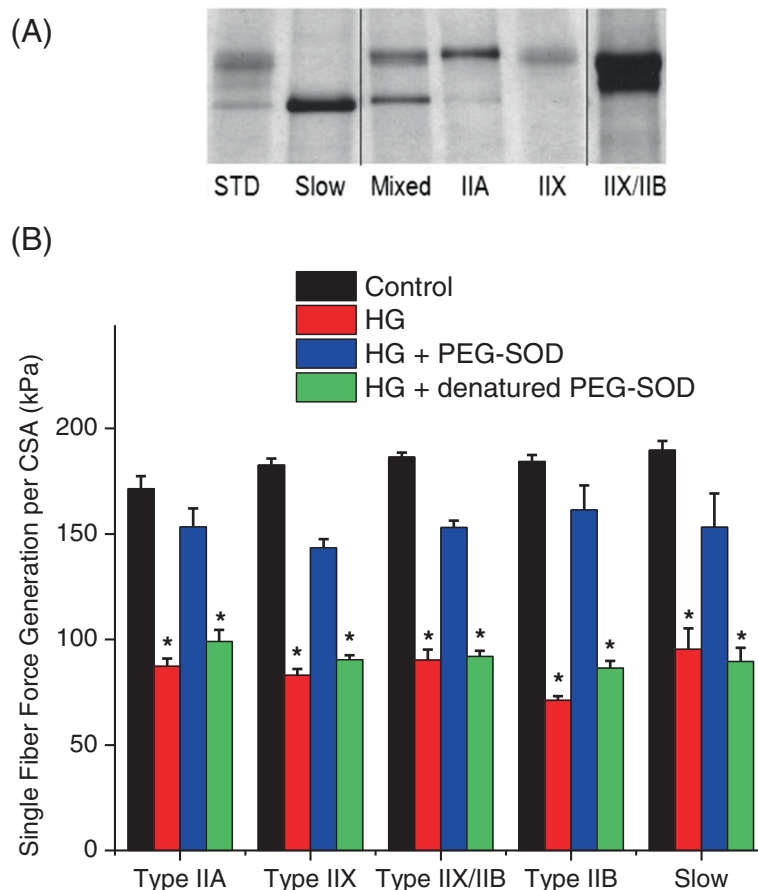 (A)
STD Slow Mixed IIA IIX IIX/IIB
(B)
Control
HG
HG + PEG-SOD
HG + denatured PEG-SOD
Single Fiber Force Generation per CSA (kPa)
200
150
100
50
0
* * * * * * * * * *
Type IIA Type IIX Type IIX/IIB Type IIB Slow